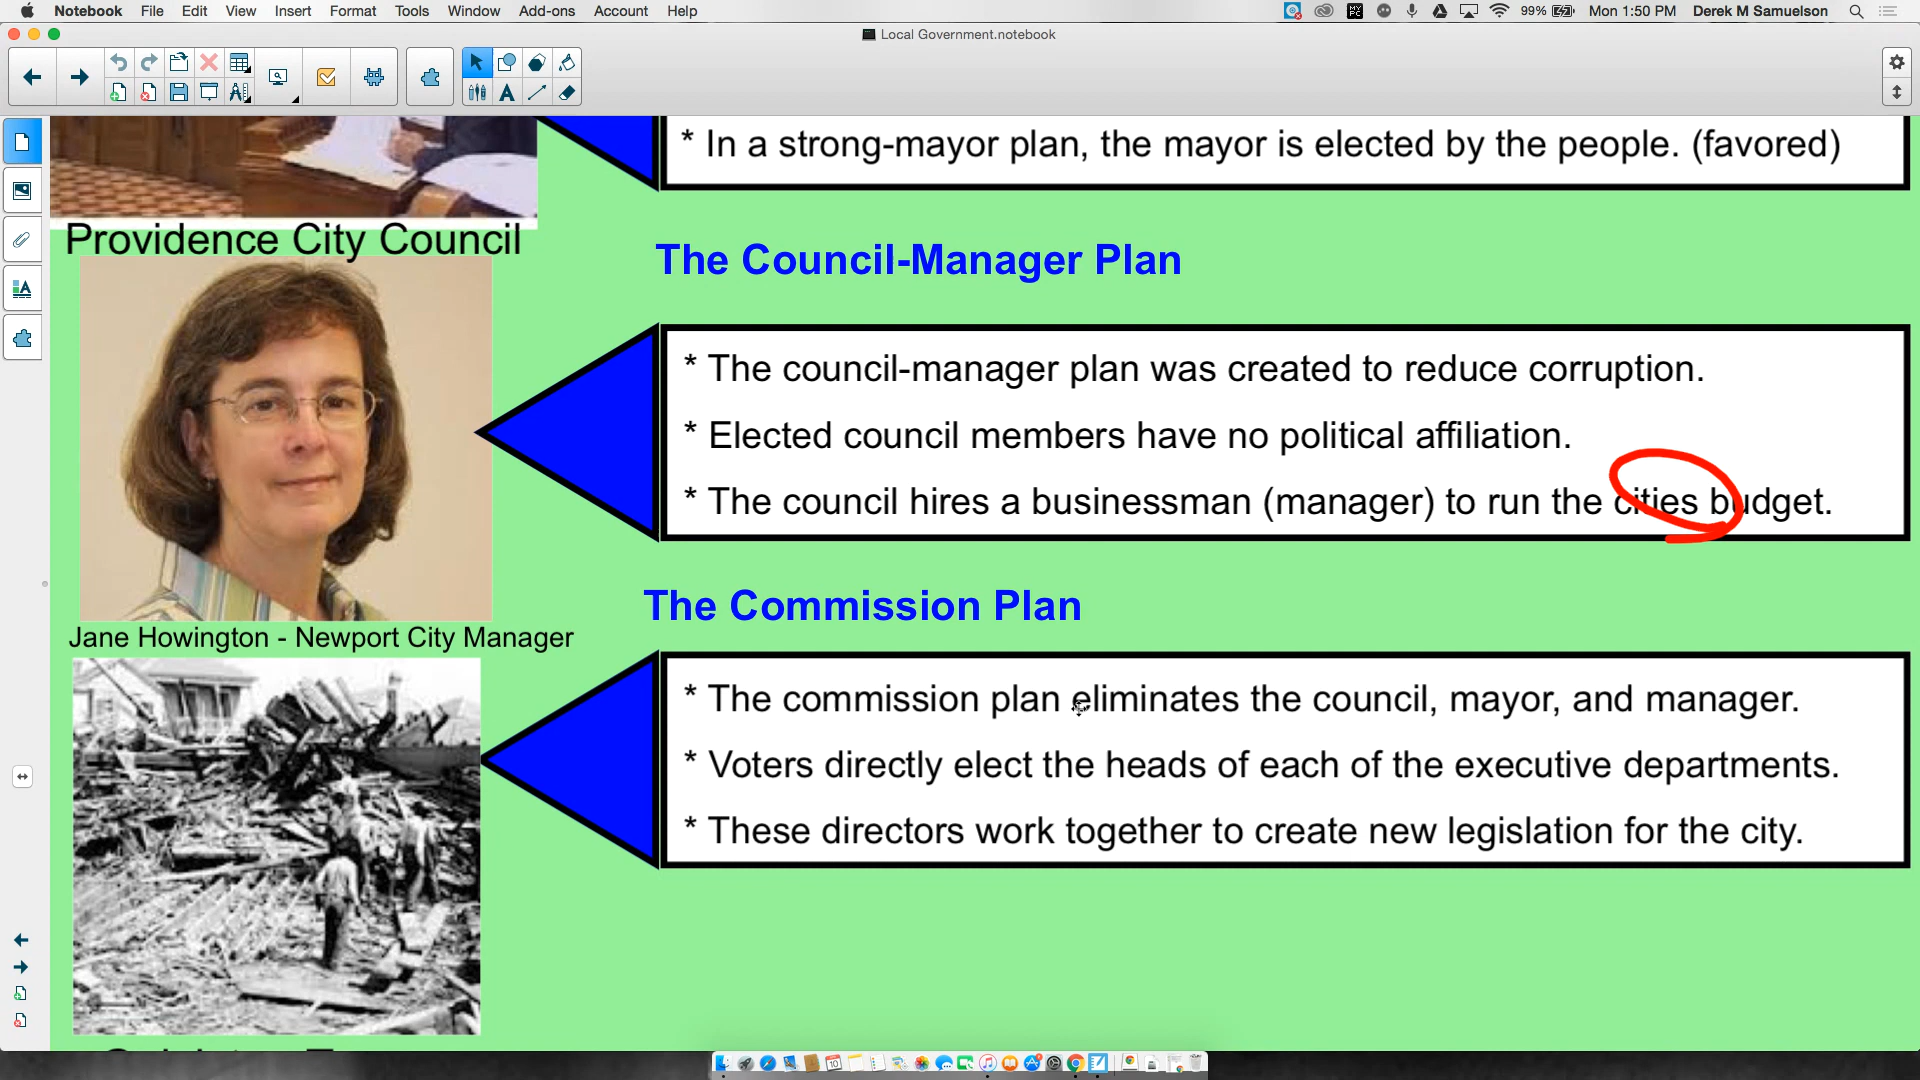 Notebook File Edit View Insert Format Tools Window Add-ons Account Help 99% Mon 1:50 PM Derek M Samuelson
Local Government.notebook
* In a strong-mayor plan, the mayor is elected by the people. (favored)
Providence City Council
The Council-Manager Plan
* The council-manager plan was created to reduce corruption.
* Elected council members have no political affiliation.
* The council hires a businessman (manager) to run the cities budget.
Jane Howington - Newport City Manager
The Commission Plan
* The commission plan eliminates the council, mayor, and manager.
* Voters directly elect the heads of each of the executive departments.
* These directors work together to create new legislation for the city.